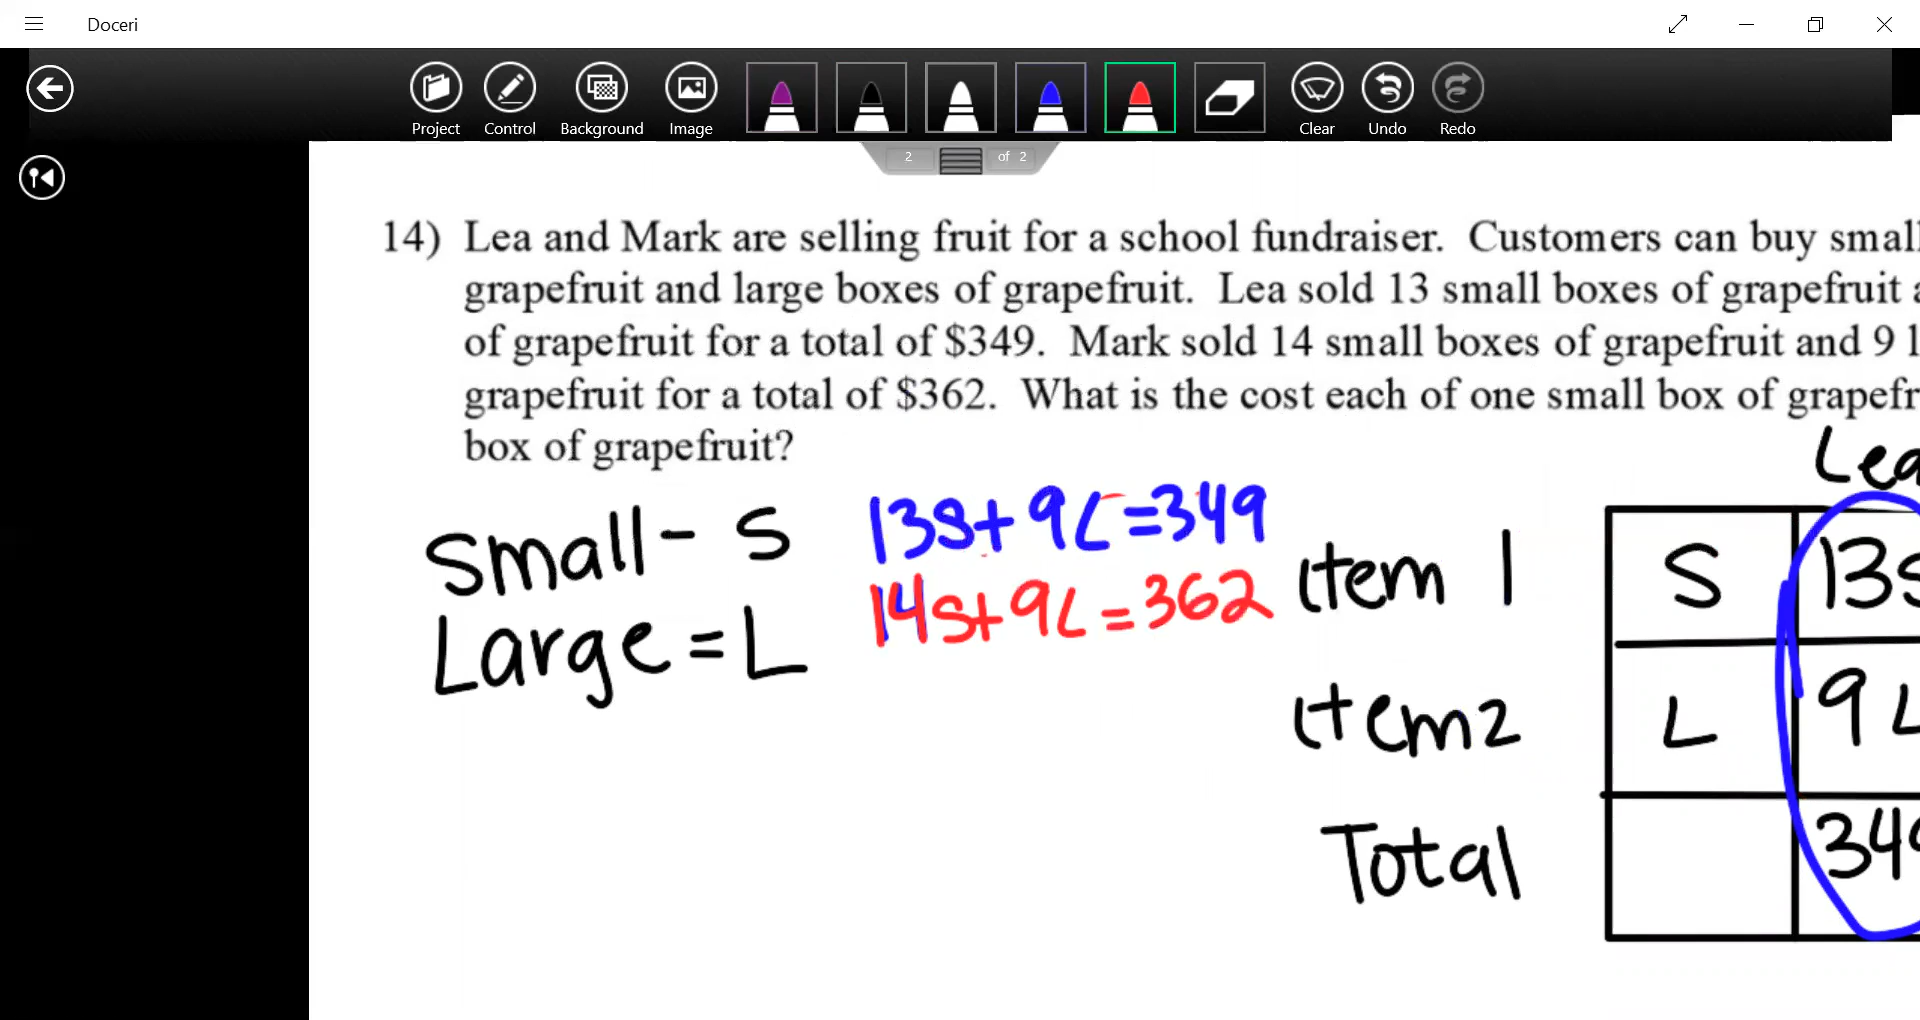 Doceri
Project Control Background Image Clear Undo Redo
2 of 2
14) Lea and Mark are selling fruit for a school fundraiser. Customers can buy small
grapefruit and large boxes of grapefruit. Lea sold 13 small boxes of grapefruit
of grapefruit for a total of $349. Mark sold 14 small boxes of grapefruit and 9 l
grapefruit for a total of $362. What is the cost each of one small box of grapefr
box of grapefruit?
Lea
Small - S 13s+9L=349
14s+9L=362
Large = L
Item 1 S 13s
Item2 L 9L
Total 349